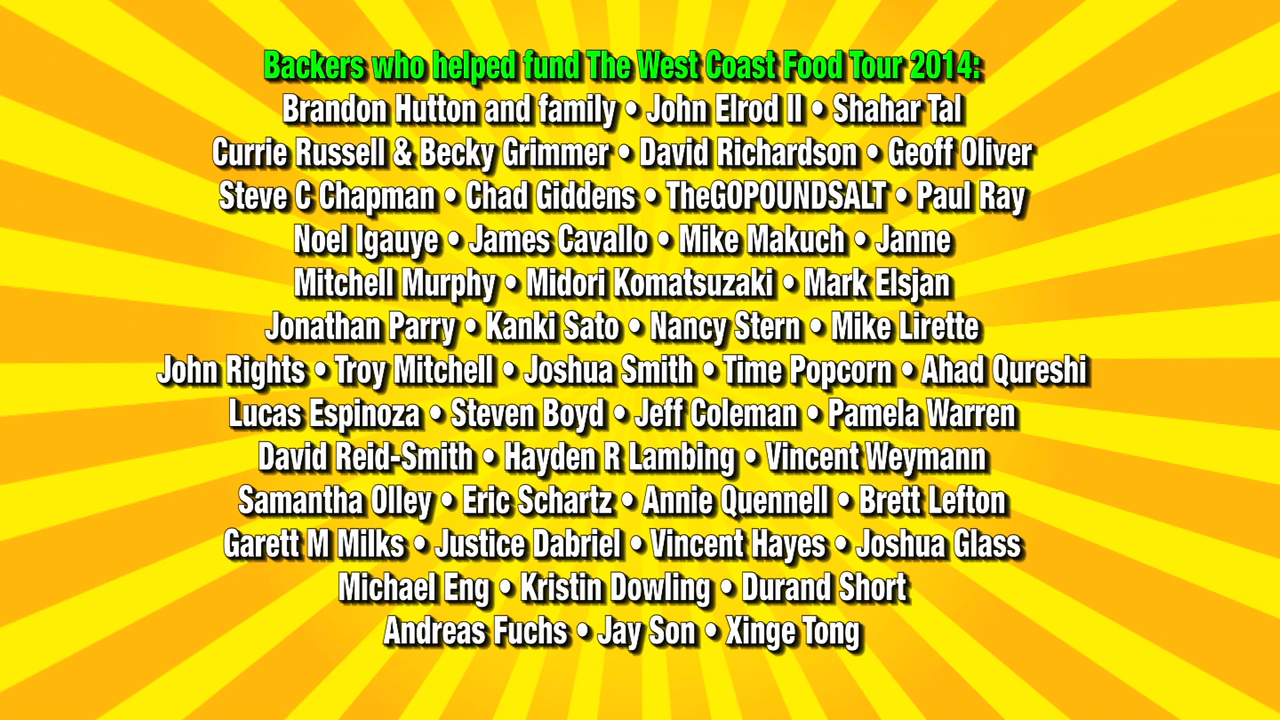 Backers who helped fund The West Coast Food Tour 2014:
Brandon Hutton and family • John Elrod II • Shahar Tal
Currie Russell & Becky Grimmer • David Richardson • Geoff Oliver
Steve C Chapman • Chad Giddens • TheGOPOUNDSALT • Paul Ray
Noel Igauye • James Cavallo • Mike Makuch • Janne
Mitchell Murphy • Midori Komatsuzaki • Mark Elsjan
Jonathan Parry • Kanki Sato • Nancy Stern • Mike Lirette
John Rights • Troy Mitchell • Joshua Smith • Time Popcorn • Ahad Qureshi
Lucas Espinoza • Steven Boyd • Jeff Coleman • Pamela Warren
David Reid-Smith • Hayden R Lambing • Vincent Weymann
Samantha Olley • Eric Schartz • Annie Quennell • Brett Lefton
Garett M Milks • Justice Dabriel • Vincent Hayes • Joshua Glass
Michael Eng • Kristin Dowling • Durand Short
Andreas Fuchs • Jay Son • Xinge Tong